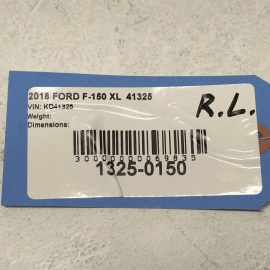 2018 FORD F-150 XL 41325
VIN: KD41325
Weight:
Dimensions:
R.L.
3000000069835
1325-0150